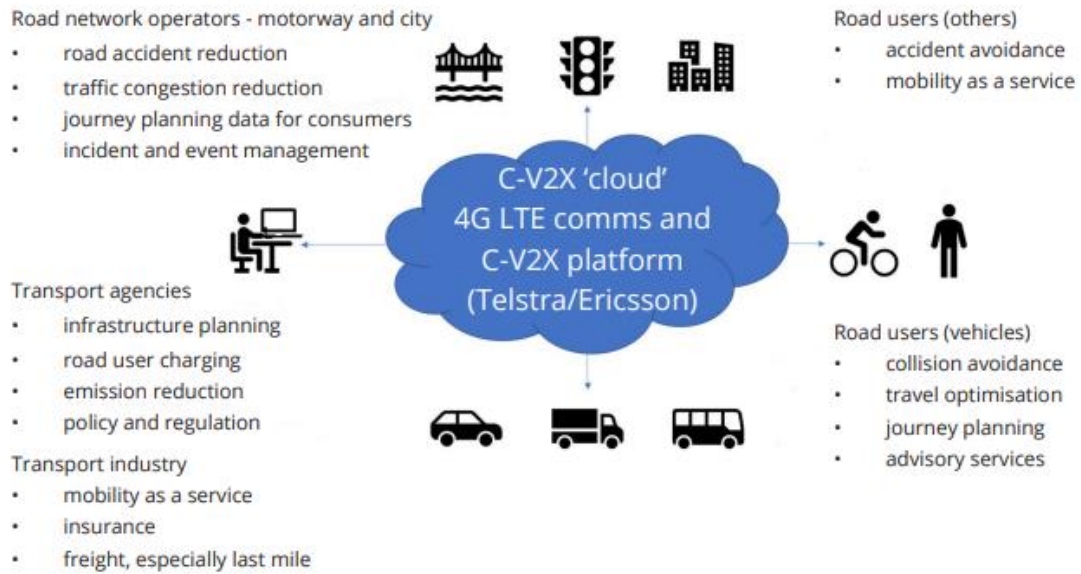 Road network operators - motorway and city
• road accident reduction
• traffic congestion reduction
• journey planning data for consumers
• incident and event management
Road users (others)
• accident avoidance
• mobility as a service
C-V2X ‘cloud’
4G LTE comms and
C-V2X platform
(Telstra/Ericsson)
Transport agencies
• infrastructure planning
• road user charging
• emission reduction
• policy and regulation
Road users (vehicles)
• collision avoidance
• travel optimisation
• journey planning
• advisory services
Transport industry
• mobility as a service
• insurance
• freight, especially last mile